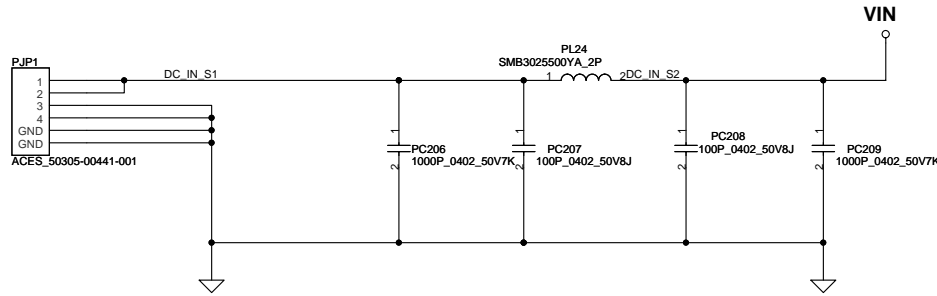 VIN
PL24
SMB3025500YA_2P
PJP1
DC_IN_S1
1
2
DC_IN_S2
1
2
3
4
GND
GND
ACES_50305-00441-001
1
PC206
1000P_0402_50V7K
2
1
PC207
100P_0402_50V8J
2
1
PC208
100P_0402_50V8J
2
1
PC209
1000P_0402_50V7K
2